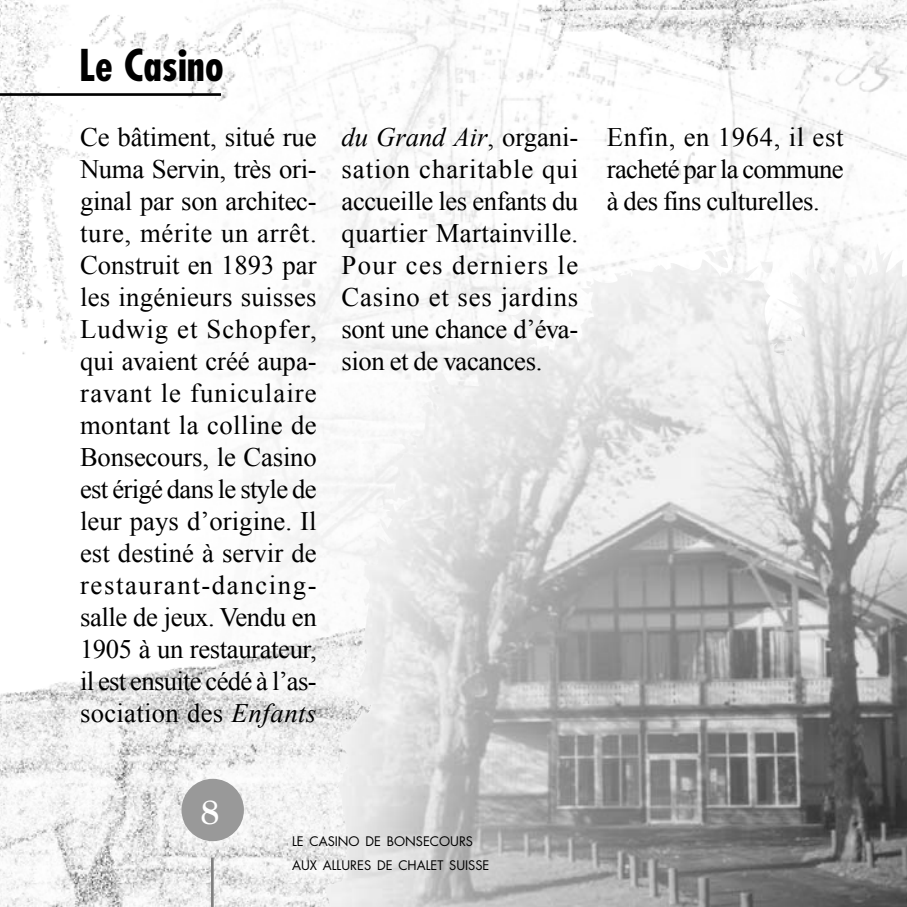 Le Casino
Ce bâtiment, situé rue
Numa Servin, très ori-
ginal par son architec-
ture, mérite un arrêt.
Construit en 1893 par
les ingénieurs suisses
Ludwig et Schopfer,
qui avaient créé aupa-
ravant le funiculaire
montant la colline de
Bonsecours, le Casino
est érigé dans le style de
leur pays d’origine. Il
est destiné à servir de
restaurant-dancing-
salle de jeux. Vendu en
1905 à un restaurateur,
il est ensuite cédé à l’as-
sociation des Enfants
du Grand Air, organi-
sation charitable qui
accueille les enfants du
quartier Martainville.
Pour ces derniers le
Casino et ses jardins
sont une chance d’éva-
sion et de vacances.
Enfin, en 1964, il est
racheté par la commune
à des fins culturelles.
8
LE CASINO DE BONSECOURS
AUX ALLURES DE CHALET SUISSE